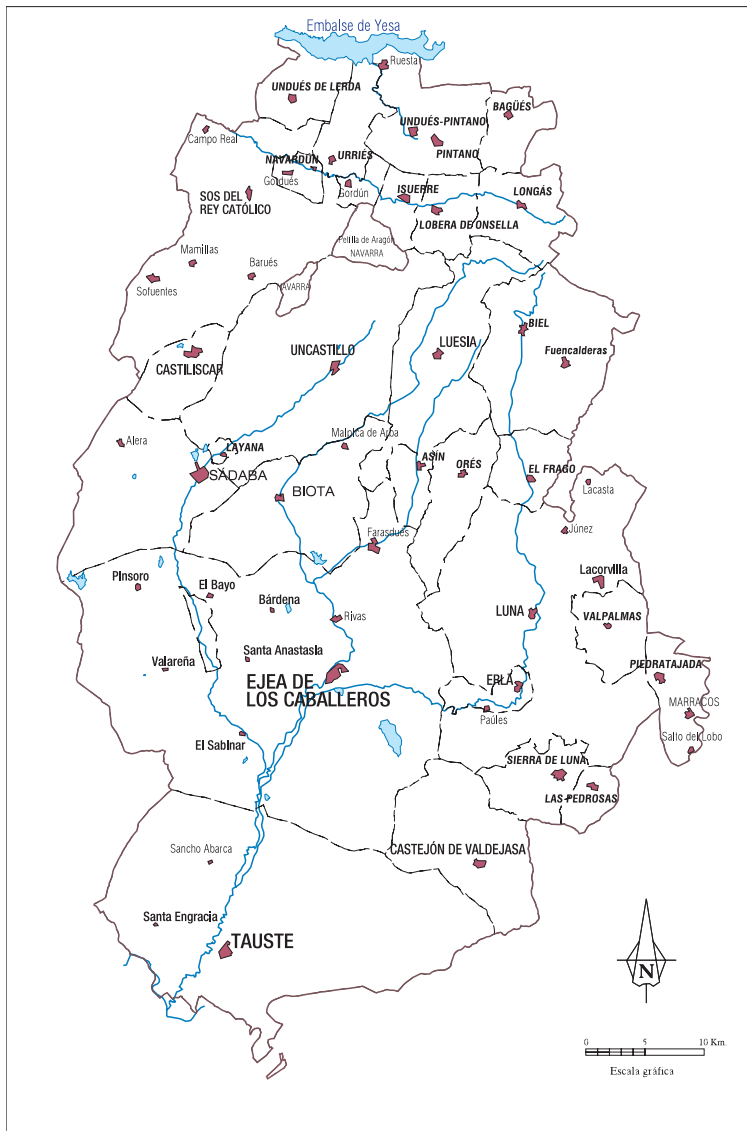 Embalse de Yesa
Ruesta
UNDUÉS DE LERDA
BAGÜÉS
UNDUÉS-PINTANO
Campo Real
PINTANO
URRIÉS
NAVARDÚN
Gordués
Gordún
SOS DEL
REY CATÓLICO
ISUERRE
LONGÁS
LOBERA DE ONSELLA
Petilla de Aragón
NAVARRA
Mamillas
Barués
Sofuentes
NAVARRA
BIEL
UNCASTILLO
LUESIA
Fuencalderas
CASTILISCAR
Alera
LAYANA
Malpica de Arba
ASÍN
ORÉS
EL FRAGO
SÁDABA
BIOTA
Lacasta
Farasdués
Júnez
PInsoro
El Bayo
Bárdena
Lacorvilla
Rivas
LUNA
VALPALMAS
Valareña
Santa AnastasIa
PIEDRATAJADA
EJEA DE
LOS CABALLEROS
ERLA
Paúles
MARRACOS
El SabInar
Salto del Lobo
SIERRA DE LUNA
LAS PEDROSAS
Sancho Abarca
CASTEJÓN DE VALDEJASA
Santa Engracia
TAUSTE
N
0 5 10 Km.
Escala gráfica